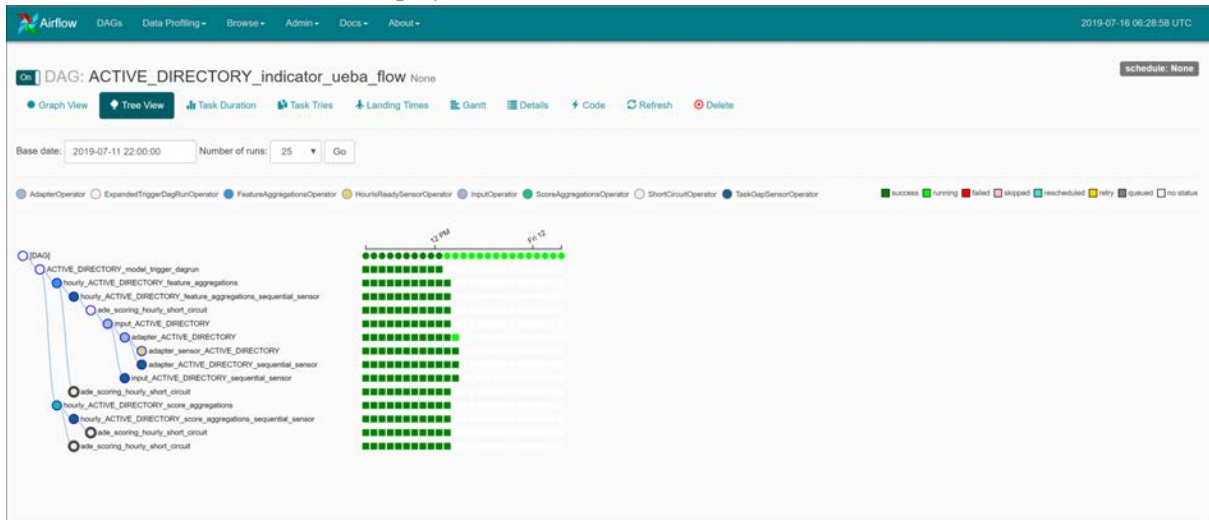 Airflow DAGs Data Profiling Browse Admin Docs About 2019-07-16 06:28:58 UTC
On DAG: ACTIVE_DIRECTORY_indicator_ueba_flow None schedule: None
Graph View Tree View Task Duration Task Tries Landing Times Gantt Details Code Refresh Delete
Base date: 2019-07-11 22:00:00 Number of runs: 25 Go
AdapterOperator ExpandedTriggerDagRunOperator FeatureAggregationsOperator HourIsReadySensorOperator InputOperator ScoreAggregationsOperator ShortCircuitOperator TaskGapSensorOperator success running failed skipped rescheduled retry queued no status
12 PM Fri 12
[DAG]
ACTIVE_DIRECTORY_model_trigger_dagrun
hourly_ACTIVE_DIRECTORY_feature_aggregations
hourly_ACTIVE_DIRECTORY_feature_aggregations_sequential_sensor
ade_scoring_hourly_short_circuit
input_ACTIVE_DIRECTORY
adapter_ACTIVE_DIRECTORY
adapter_sensor_ACTIVE_DIRECTORY
adapter_ACTIVE_DIRECTORY_sequential_sensor
input_ACTIVE_DIRECTORY_sequential_sensor
ade_scoring_hourly_short_circuit
hourly_ACTIVE_DIRECTORY_score_aggregations
hourly_ACTIVE_DIRECTORY_score_aggregations_sequential_sensor
ade_scoring_hourly_short_circuit
ade_scoring_hourly_short_circuit